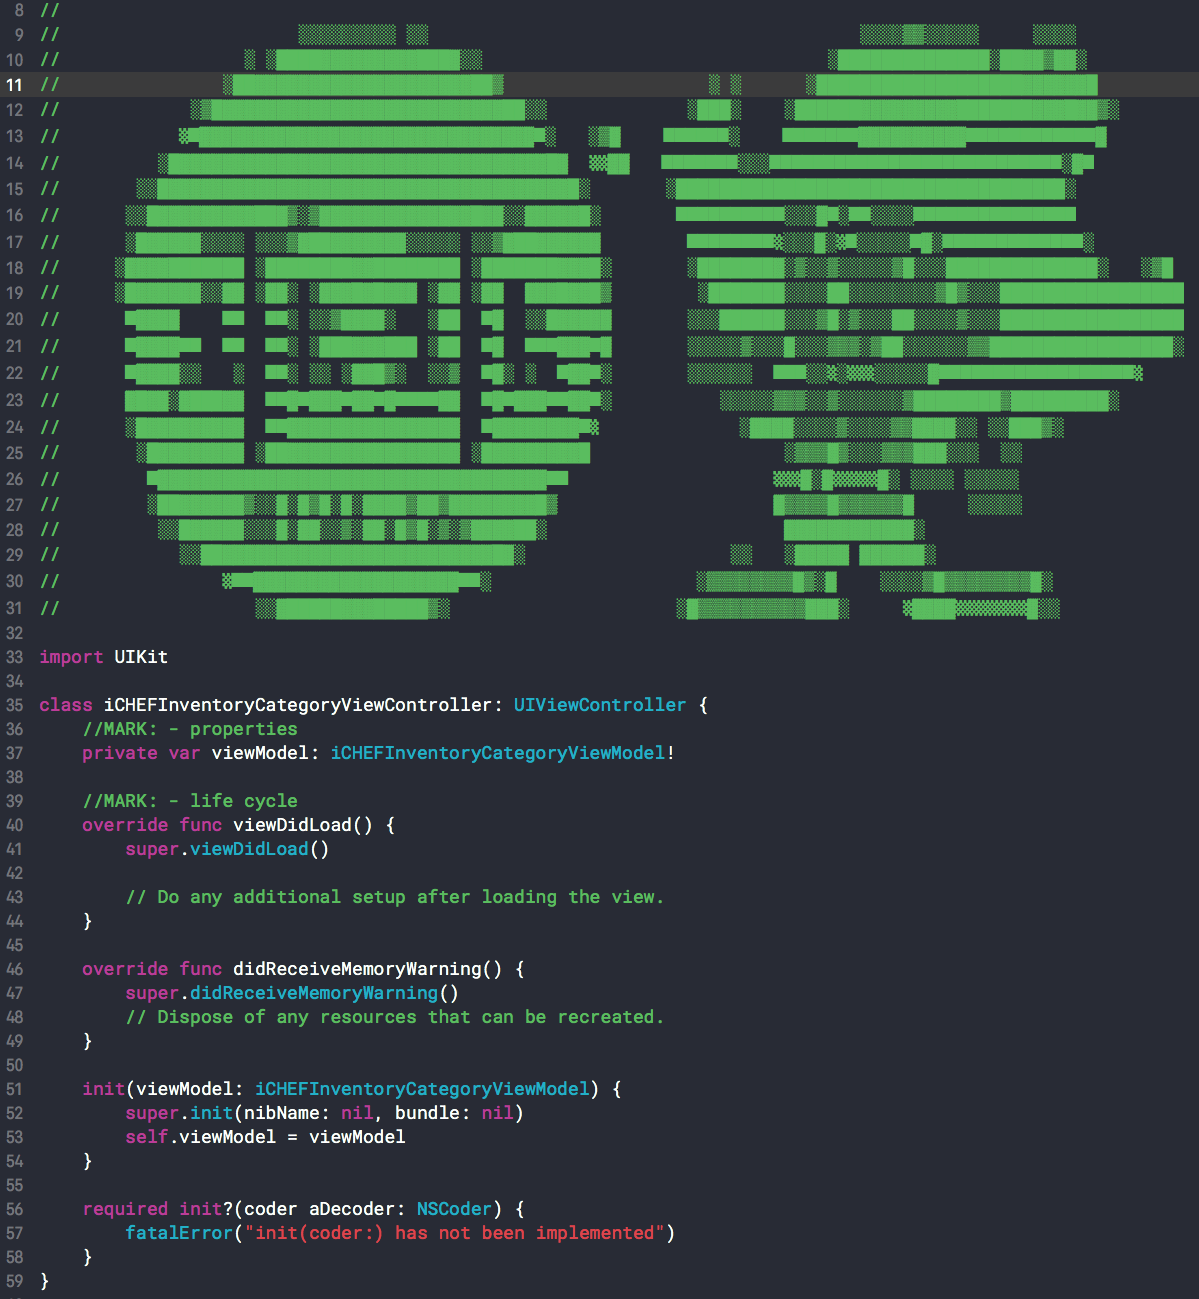 8 //
9 //
10 //
11 //
12 //
13 //
14 //
15 //
16 //
17 //
18 //
19 //
20 //
21 //
22 //
23 //
24 //
25 //
26 //
27 //
28 //
29 //
30 //
31 //
32
33 import UIKit
34
35 class iCHEFInventoryCategoryViewController: UIViewController {
36     //MARK: - properties
37     private var viewModel: iCHEFInventoryCategoryViewModel!
38
39     //MARK: - life cycle
40     override func viewDidLoad() {
41         super.viewDidLoad()
42
43         // Do any additional setup after loading the view.
44     }
45
46     override func didReceiveMemoryWarning() {
47         super.didReceiveMemoryWarning()
48         // Dispose of any resources that can be recreated.
49     }
50
51     init(viewModel: iCHEFInventoryCategoryViewModel) {
52         super.init(nibName: nil, bundle: nil)
53         self.viewModel = viewModel
54     }
55
56     required init?(coder aDecoder: NSCoder) {
57         fatalError("init(coder:) has not been implemented")
58     }
59 }